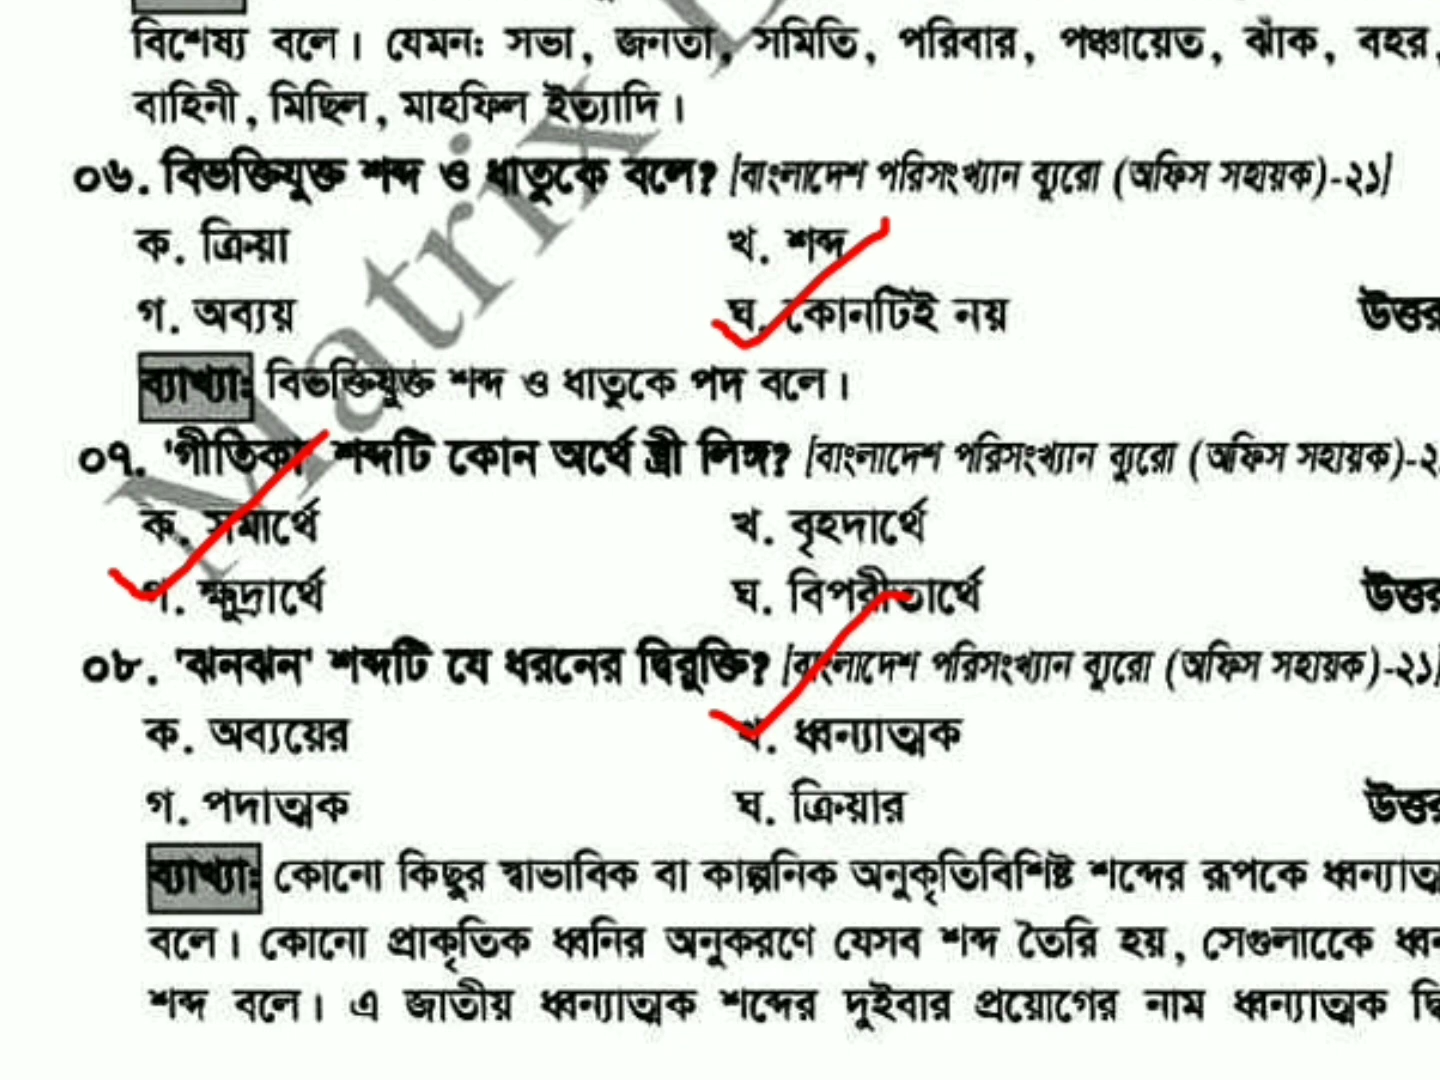 বিশেষ্য বলে। যেমন: সভা, জনতা, সমিতি, পরিবার, পঞ্চায়েত, ঝাঁক, বহর,
বাহিনী, মিছিল, মাহফিল ইত্যাদি।
০৬. বিভক্তিযুক্ত শব্দ ও ধাতুকে বলে? [বাংলাদেশ পরিসংখ্যান ব্যুরো (অফিস সহায়ক)-২১]
ক. ক্রিয়া খ. শব্দ
গ. অব্যয় ঘ. কোনটিই নয় উত্তর
ব্যাখ্যা: বিভক্তিযুক্ত শব্দ ও ধাতুকে পদ বলে।
০৭. 'গীতিকা' শব্দটি কোন অর্থে স্ত্রী লিঙ্গ? [বাংলাদেশ পরিসংখ্যান ব্যুরো (অফিস সহায়ক)-২
ক. সমার্থে খ. বৃহদার্থে
গ. ক্ষুদ্রার্থে ঘ. বিপরীতার্থে উত্তর
০৮. 'ঝনঝন' শব্দটি যে ধরনের দ্বিরুক্তি? [বাংলাদেশ পরিসংখ্যান ব্যুরো (অফিস সহায়ক)-২১]
ক. অব্যয়ের খ. ধ্বন্যাত্মক
গ. পদাত্মক ঘ. ক্রিয়ার উত্তর
ব্যাখ্যা: কোনো কিছুর স্বাভাবিক বা কাল্পনিক অনুকৃতিবিশিষ্ট শব্দের রূপকে ধ্বন্যাত্ম
বলে। কোনো প্রাকৃতিক ধ্বনির অনুকরণে যেসব শব্দ তৈরি হয়, সেগুলাকে ধ্বন
শব্দ বলে। এ জাতীয় ধ্বন্যাত্মক শব্দের দুইবার প্রয়োগের নাম ধ্বন্যাত্মক দ্বি
Matrix